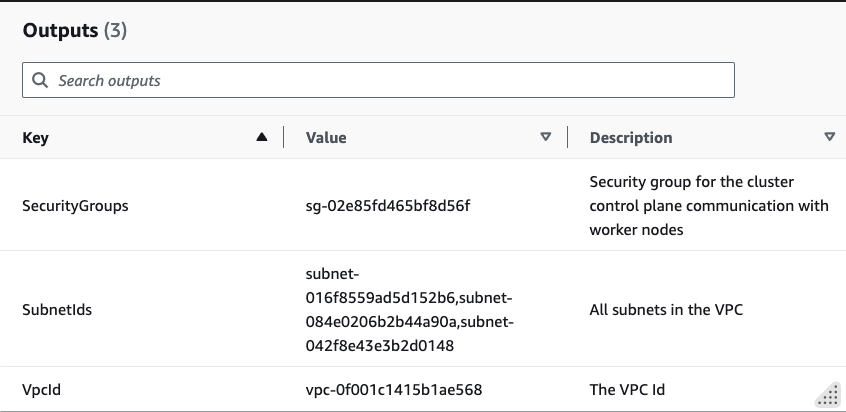 Outputs (3)
Search outputs
Key Value Description
SecurityGroups sg-02e85fd465bf8d56f Security group for the cluster
control plane communication with
worker nodes
SubnetIds subnet-
016f8559ad5d152b6,subnet-
084e0206b2b44a90a,subnet-
042f8e43e3b2d0148 All subnets in the VPC
VpcId vpc-0f001c1415b1ae568 The VPC Id